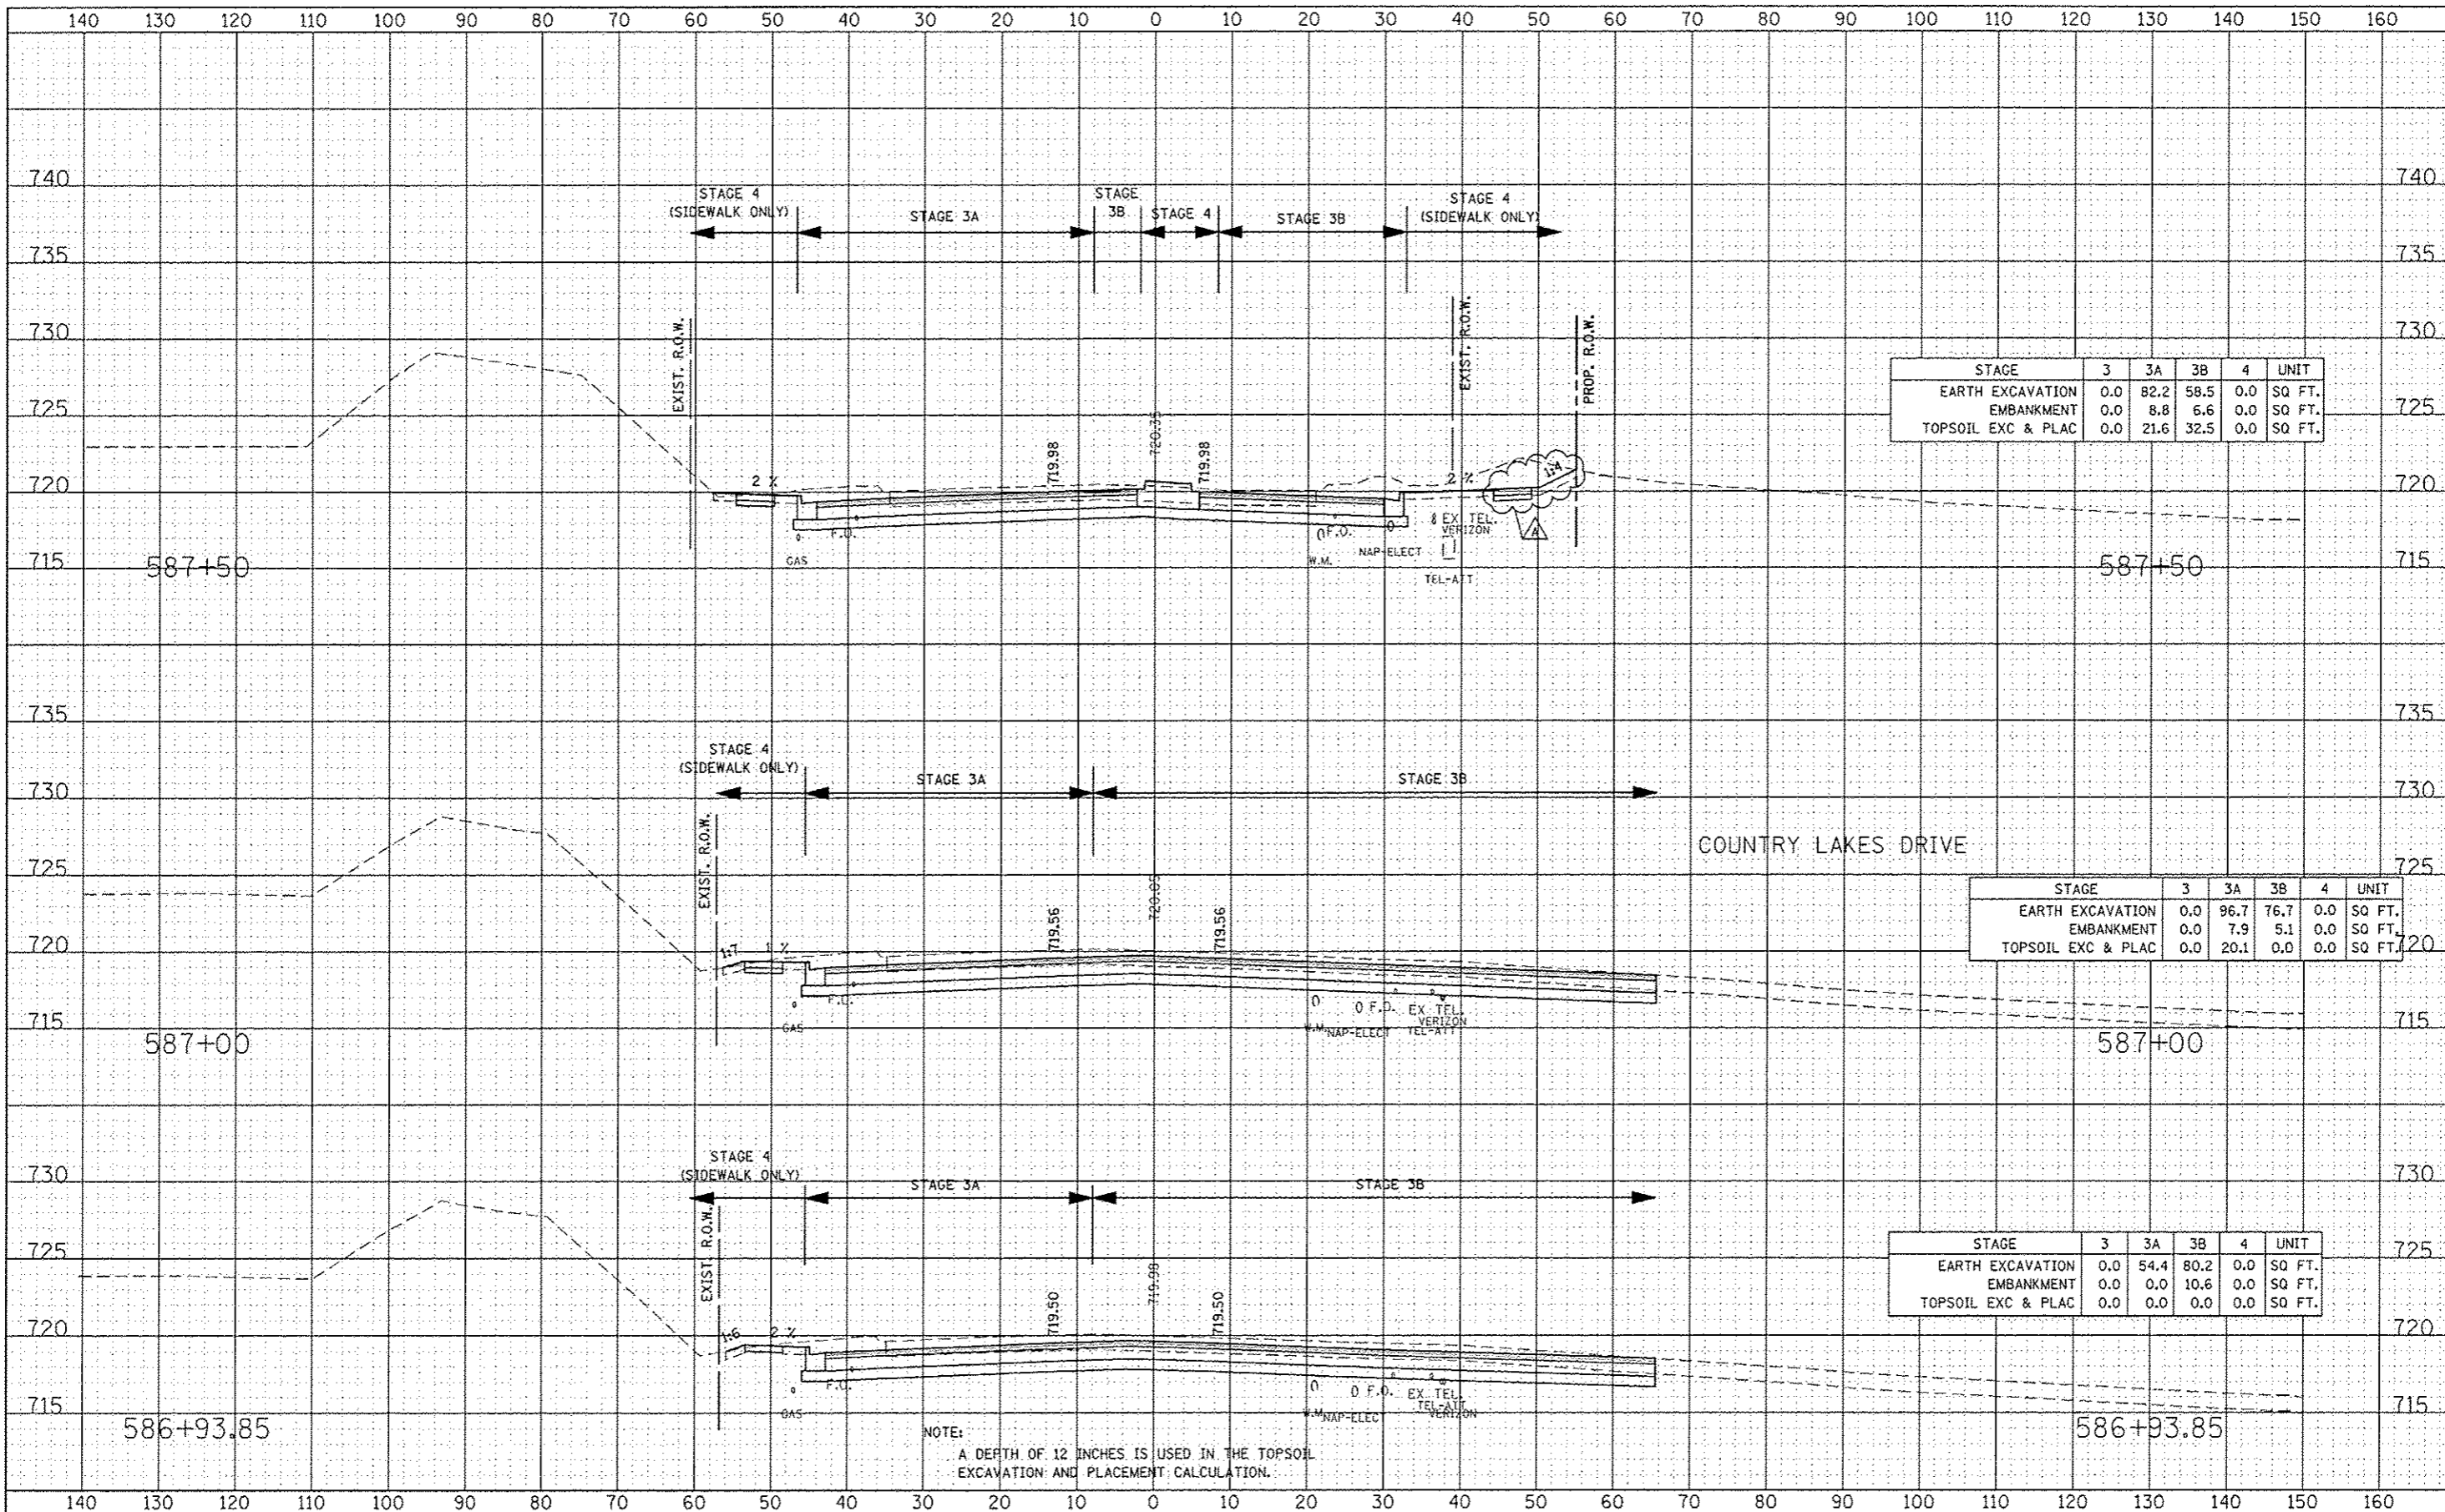 140 130 120 110 100 90 80 70 60 50 40 30 20 10 0 10 20 30 40 50 60 70 80 90 100 110 120 130 140 150 160
740 740
STAGE 4
(SIDEWALK ONLY)
STAGE 3A
STAGE
3B
STAGE 4
STAGE 3B
STAGE 4
(SIDEWALK ONLY)
735 735
730 730
EXIST. R.O.W.
EXIST. R.O.W.
PROP. R.O.W.
STAGE 3 3A 3B 4 UNIT
EARTH EXCAVATION 0.0 82.2 58.5 0.0 SQ FT.
EMBANKMENT 0.0 8.8 6.6 0.0 SQ FT.
TOPSOIL EXC & PLAC 0.0 21.6 32.5 0.0 SQ FT.
725 725
719.98
720.35
719.98
2 %
2 %
1:4
720 720
F.O.
F.O.
EX TEL.
VERIZON
A
GAS
W.M.
NAP-ELECT
TEL-ATT
715 715
587+50 587+50
735 735
STAGE 4
(SIDEWALK ONLY)
STAGE 3A
STAGE 3B
730 730
EXIST. R.O.W.
COUNTRY LAKES DRIVE
725 725
STAGE 3 3A 3B 4 UNIT
EARTH EXCAVATION 0.0 96.7 76.7 0.0 SQ FT.
EMBANKMENT 0.0 7.9 5.1 0.0 SQ FT.
TOPSOIL EXC & PLAC 0.0 20.1 0.0 0.0 SQ FT.
719.56
720.05
719.56
1:7
1 %
720 720
F.O.
F.O.
EX TEL.
VERIZON
GAS
W.M.
NAP-ELECT
TEL-ATT
715 715
587+00 587+00
STAGE 4
(SIDEWALK ONLY)
STAGE 3A
STAGE 3B
730 730
EXIST. R.O.W.
725 725
STAGE 3 3A 3B 4 UNIT
EARTH EXCAVATION 0.0 54.4 80.2 0.0 SQ FT.
EMBANKMENT 0.0 0.0 10.6 0.0 SQ FT.
TOPSOIL EXC & PLAC 0.0 0.0 0.0 0.0 SQ FT.
719.50
719.98
719.50
1:6
2 %
720 720
F.O.
F.O.
EX TEL.
TEL-ATT
VERIZON
GAS
W.M.
NAP-ELEC
715 715
586+93.85 586+93.85
NOTE:
A DEPTH OF 12 INCHES IS USED IN THE TOPSOIL
EXCAVATION AND PLACEMENT CALCULATION.
140 130 120 110 100 90 80 70 60 50 40 30 20 10 0 10 20 30 40 50 60 70 80 90 100 110 120 130 140 150 160